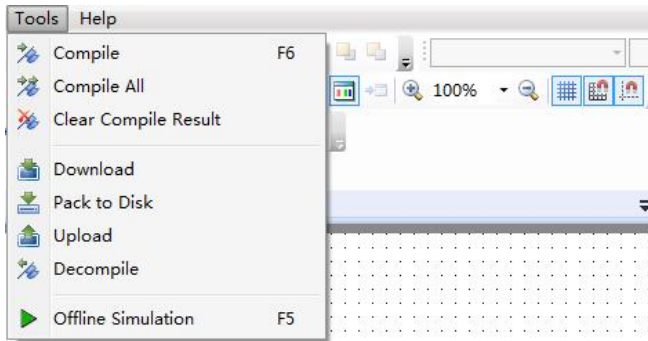 Tools Help
Compile F6
Compile All
100%
Clear Compile Result
Download
Pack to Disk
Upload
Decompile
Offline Simulation F5